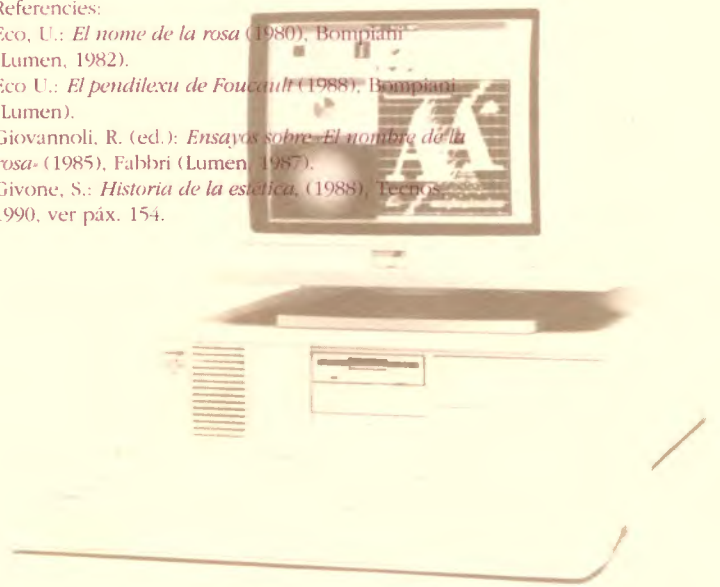 Referencies:
Eco, U.: El nome de la rosa (1980), Bompiani
(Lumen, 1982).
Eco U.: El pendilexu de Foucault (1988), Bompiani
(Lumen).
Giovannoli, R. (ed.): Ensayos sobre «El nombre de la
rosa» (1985), Fabbri (Lumen, 1987).
Givone, S.: Historia de la estética, (1988), Tecnos,
1990, ver páx. 154.